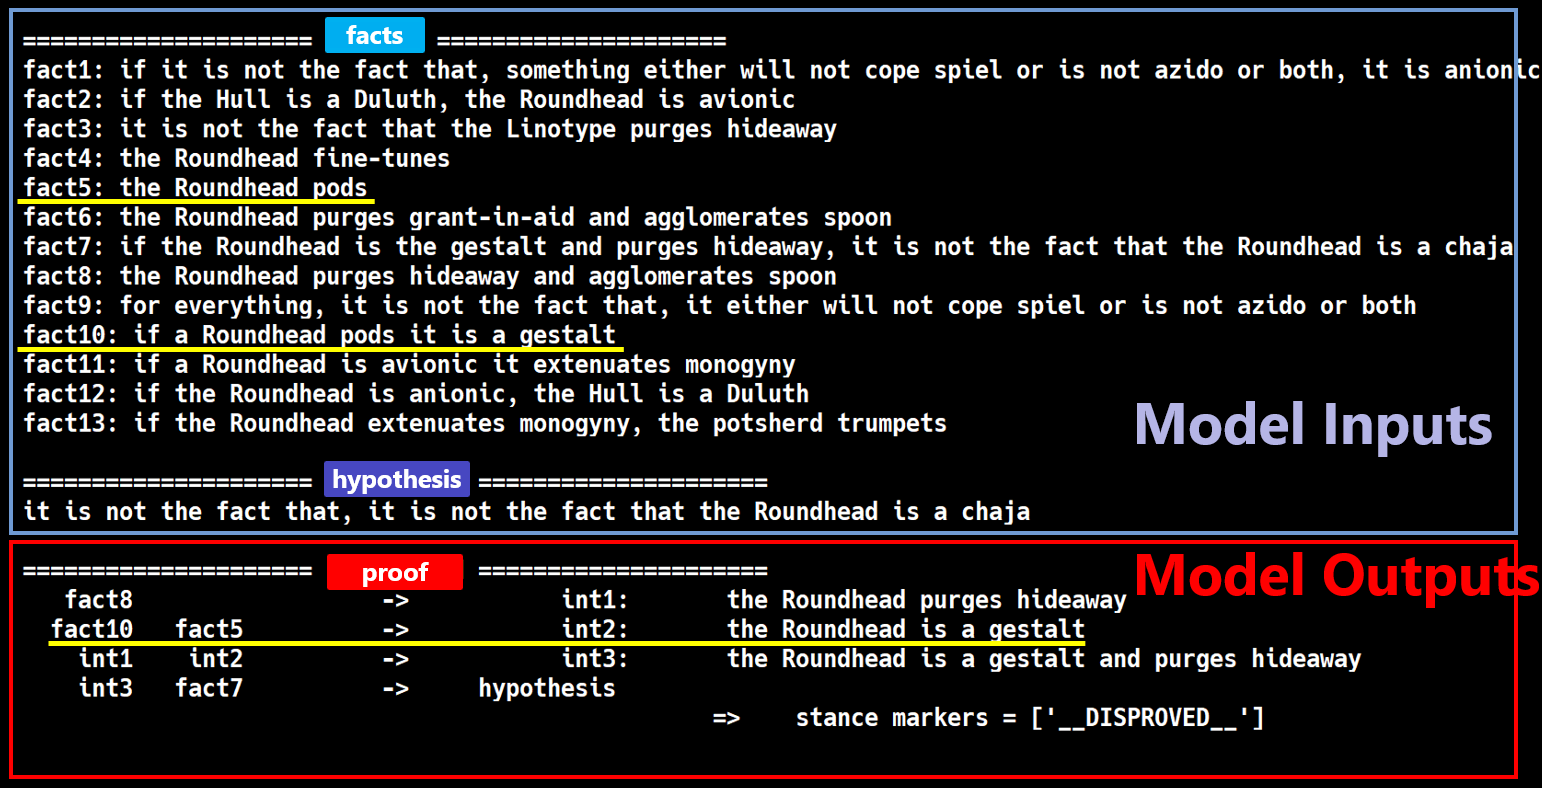 ===================== facts =====================
fact1: if it is not the fact that, something either will not cope spiel or is not azido or both, it is anionic
fact2: if the Hull is a Duluth, the Roundhead is avionic
fact3: it is not the fact that the Linotype purges hideaway
fact4: the Roundhead fine-tunes
fact5: the Roundhead pods
fact6: the Roundhead purges grant-in-aid and agglomerates spoon
fact7: if the Roundhead is the gestalt and purges hideaway, it is not the fact that the Roundhead is a chaja
fact8: the Roundhead purges hideaway and agglomerates spoon
fact9: for everything, it is not the fact that, it either will not cope spiel or is not azido or both
fact10: if a Roundhead pods it is a gestalt
fact11: if a Roundhead is avionic it extenuates monogyny
fact12: if the Roundhead is anionic, the Hull is a Duluth
fact13: if the Roundhead extenuates monogyny, the potsherd trumpets
Model Inputs
===================== hypothesis =====================
it is not the fact that, it is not the fact that the Roundhead is a chaja
===================== proof =====================
Model Outputs
fact8 -> int1: the Roundhead purges hideaway
fact10 fact5 -> int2: the Roundhead is a gestalt
int1 int2 -> int3: the Roundhead is a gestalt and purges hideaway
int3 fact7 -> hypothesis
=> stance markers = ['__DISPROVED__']